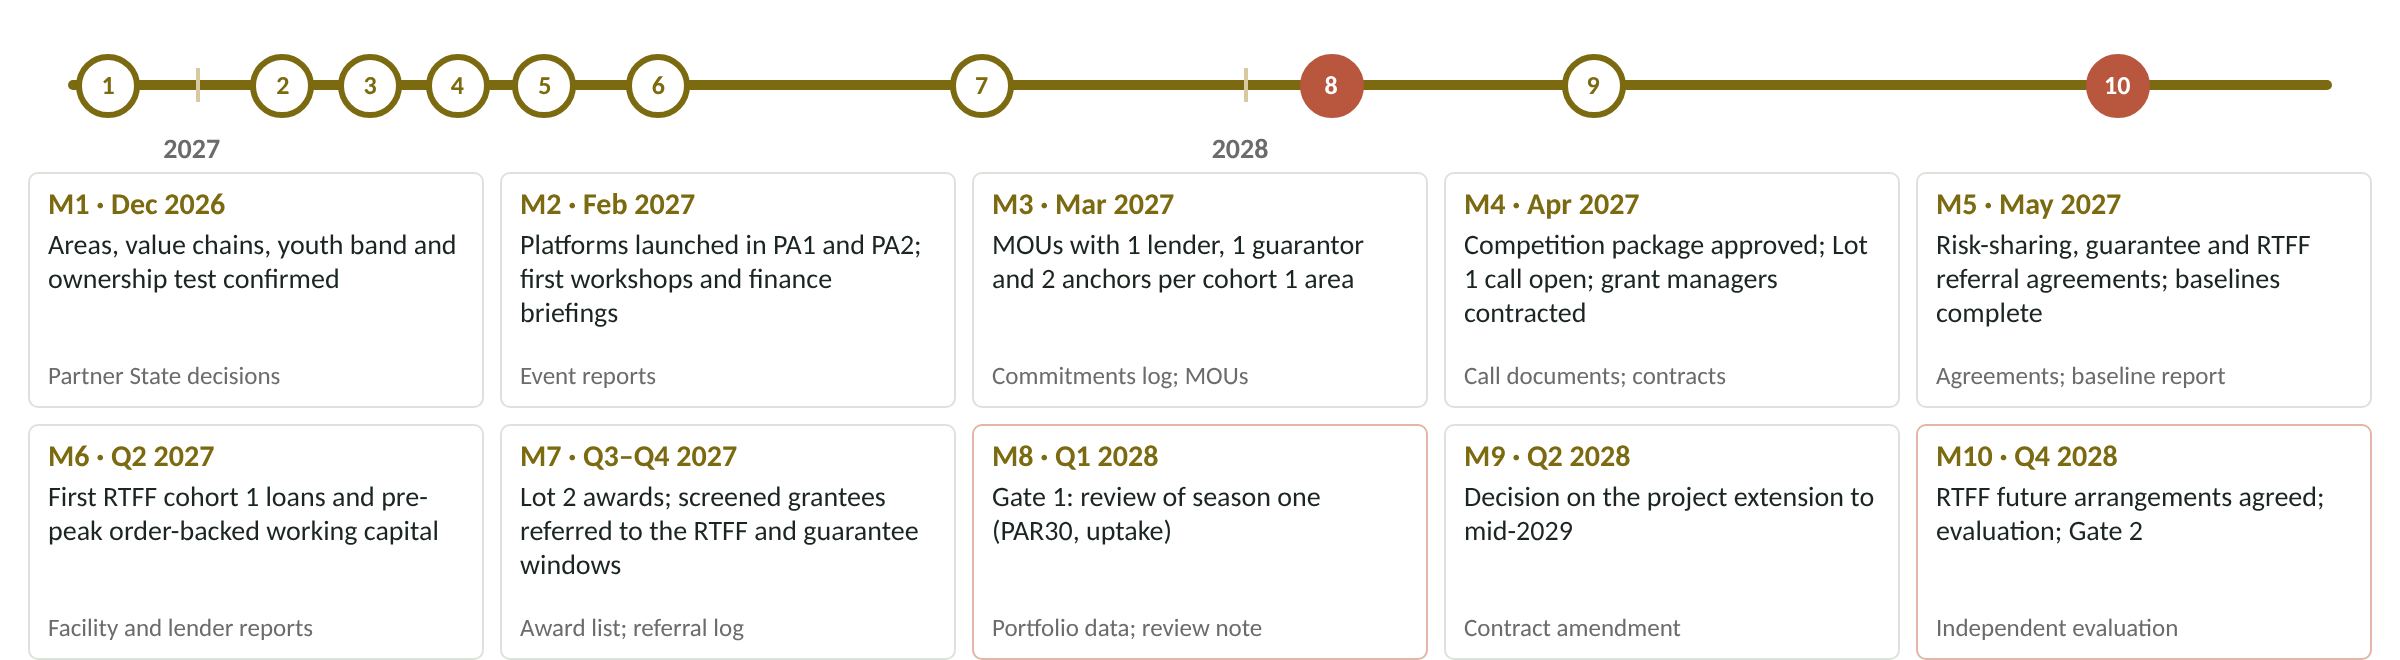 1
2
3
4
5
6
7
8
9
10
2027
2028
M1 · Dec 2026
Areas, value chains, youth band and
ownership test confirmed
Partner State decisions
M2 · Feb 2027
Platforms launched in PA1 and PA2;
first workshops and finance
briefings
Event reports
M3 · Mar 2027
MOUs with 1 lender, 1 guarantor
and 2 anchors per cohort 1 area
Commitments log; MOUs
M4 · Apr 2027
Competition package approved; Lot
1 call open; grant managers
contracted
Call documents; contracts
M5 · May 2027
Risk-sharing, guarantee and RTFF
referral agreements; baselines
complete
Agreements; baseline report
M6 · Q2 2027
First RTFF cohort 1 loans and pre-
peak order-backed working capital
Facility and lender reports
M7 · Q3–Q4 2027
Lot 2 awards; screened grantees
referred to the RTFF and guarantee
windows
Award list; referral log
M8 · Q1 2028
Gate 1: review of season one
(PAR30, uptake)
Portfolio data; review note
M9 · Q2 2028
Decision on the project extension to
mid-2029
Contract amendment
M10 · Q4 2028
RTFF future arrangements agreed;
evaluation; Gate 2
Independent evaluation